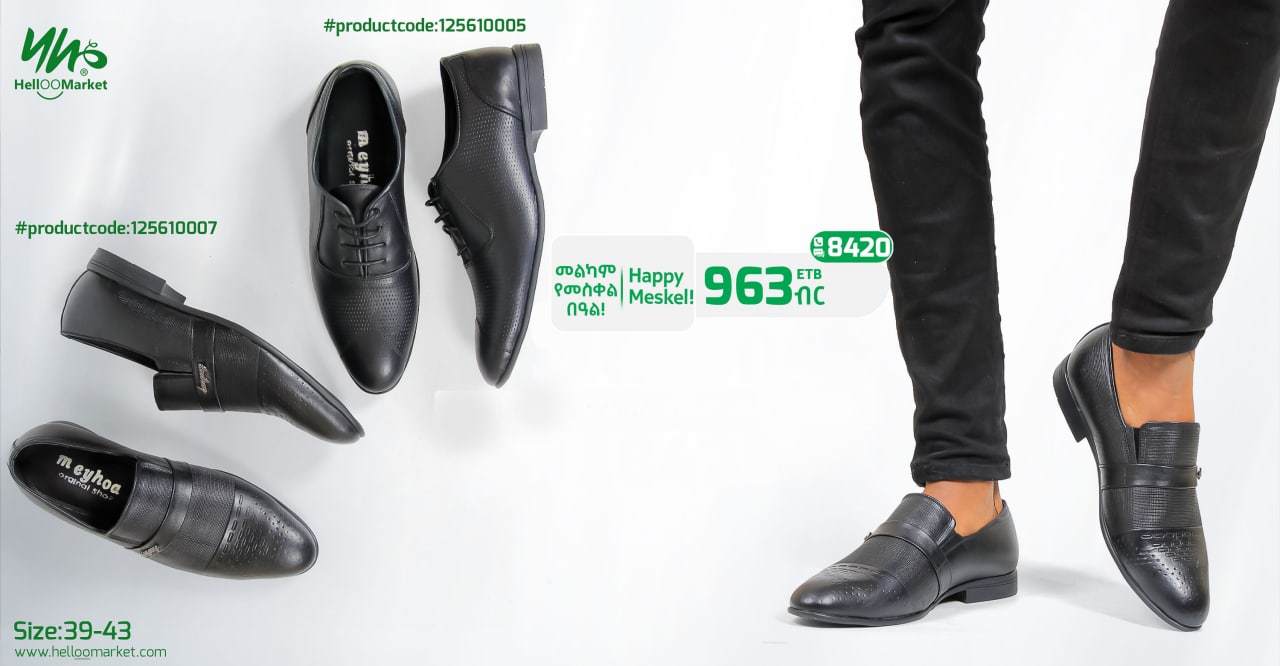 #productcode:125610005
HellOOMarket
®
#productcode:125610007
መልካም
የመስቀል
በዓል!
Happy
Meskel!
963 ETB
ብር
8420
meyhoa
orginal shoe
Size:39-43
www.helloomarket.com